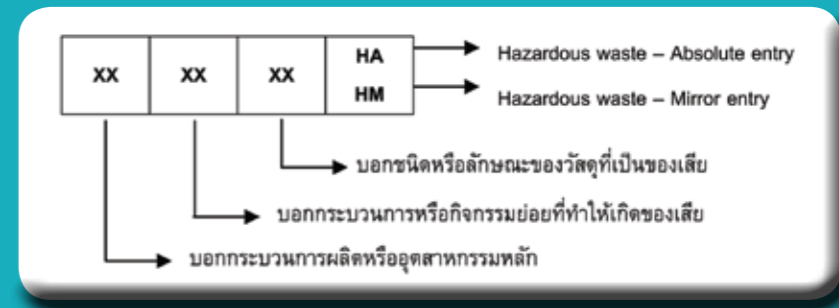 XX XX XX HA
HM
Hazardous waste – Absolute entry
Hazardous waste – Mirror entry
บอกชนิดหรือลักษณะของวัสดุที่เป็นของเสีย
บอกกระบวนการหรือกิจกรรมย่อยที่ทำให้เกิดของเสีย
บอกกระบวนการผลิตหรืออุตสาหกรรมหลัก